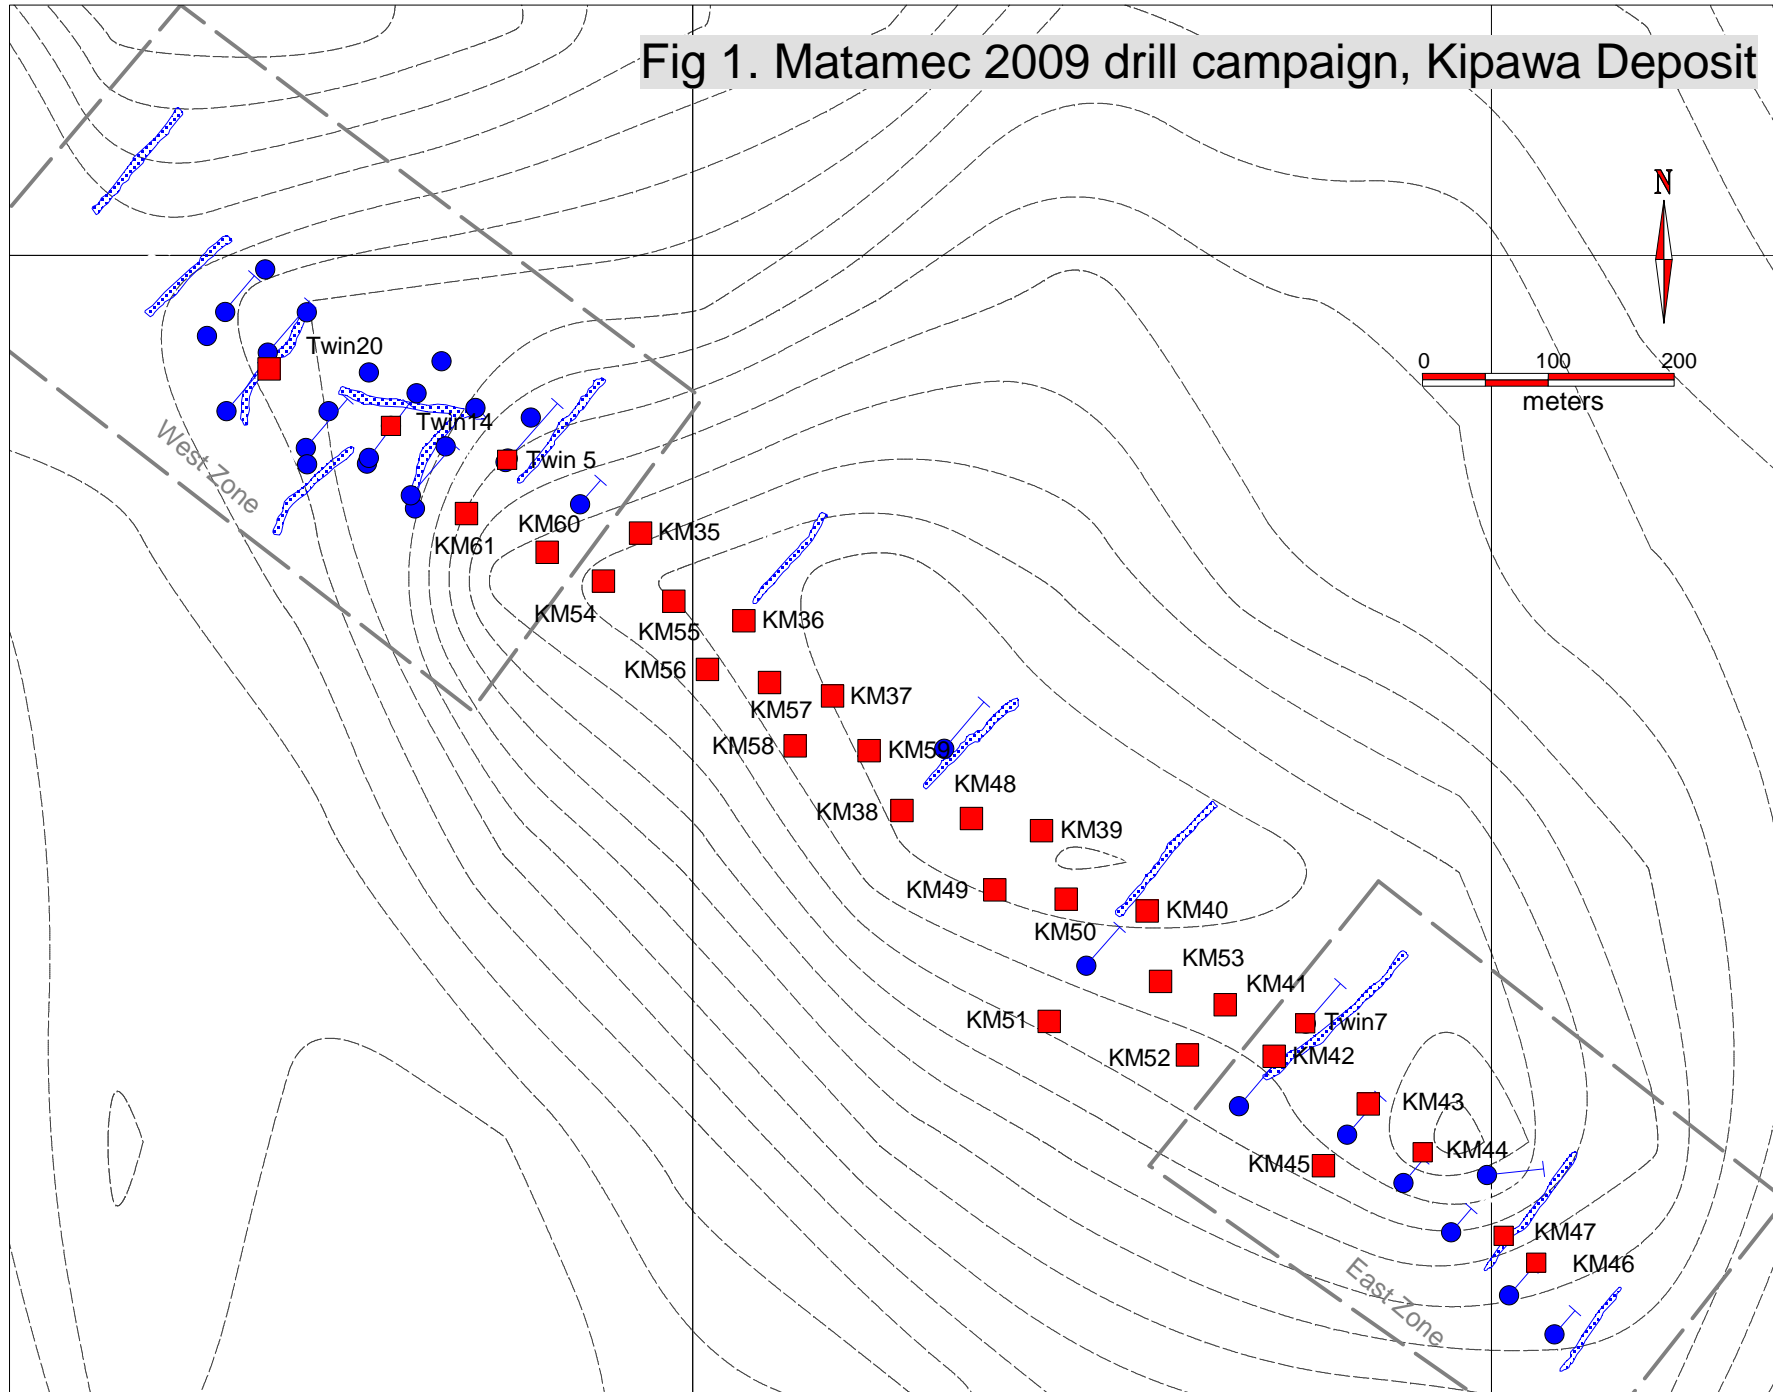 Fig 1. Matamec 2009 drill campaign, Kipawa Deposit
N
0 100 200
meters
Twin20
Twin14
Twin 5
West Zone
KM60
KM35
KM61
KM54
KM55
KM36
KM56
KM57
KM37
KM58
KM59
9
KM48
KM38
KM39
KM49
KM40
KM50
KM53
KM41
KM51
Twin7
KM52
KM42
KM43
KM44
KM45
KM47
KM46
East Zone